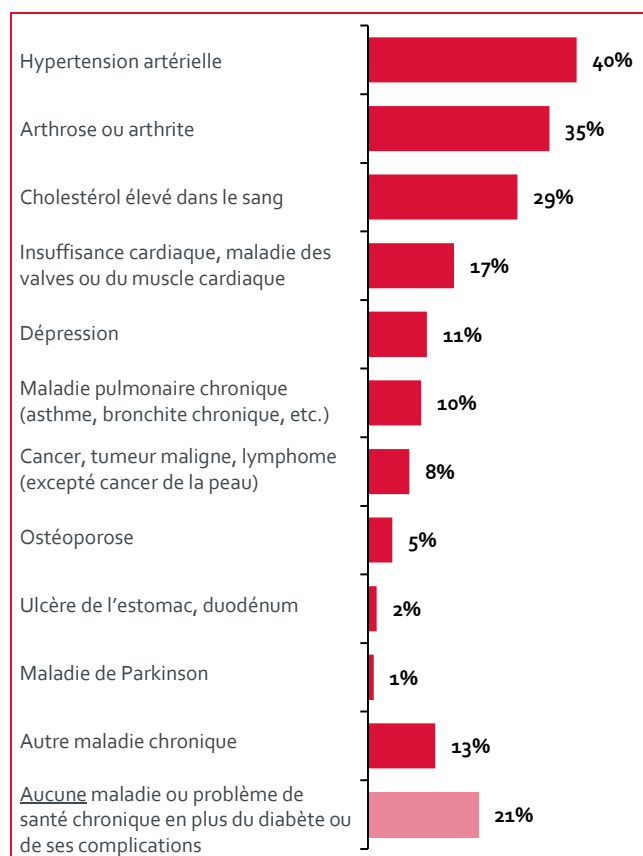 Hypertension artérielle
40%
Arthrose ou arthrite
35%
Cholestérol élevé dans le sang
29%
Insuffisance cardiaque, maladie des
valves ou du muscle cardiaque
17%
Dépression
11%
Maladie pulmonaire chronique
(asthme, bronchite chronique, etc.)
10%
Cancer, tumeur maligne, lymphome
(excepté cancer de la peau)
8%
Ostéoporose
5%
Ulcère de l’estomac, duodénum
2%
Maladie de Parkinson
1%
Autre maladie chronique
13%
Aucune maladie ou problème de
santé chronique en plus du diabète ou
de ses complications
21%